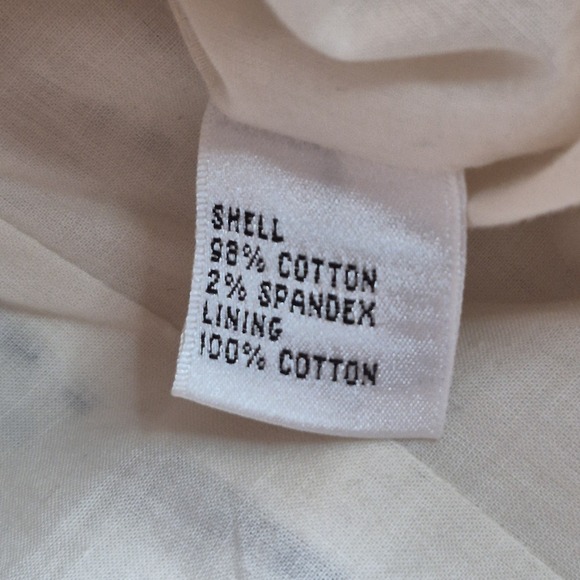 SHELL
98% COTTON
2% SPANDEX
LINING
100% COTTON